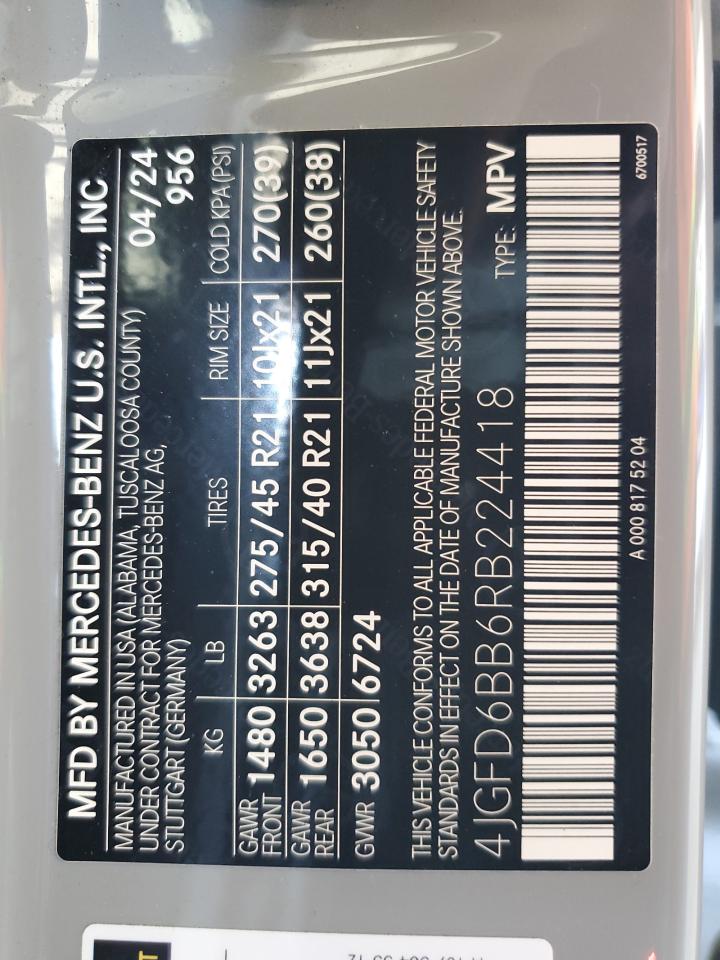 MFD BY MERCEDES-BENZ U.S. INTL., INC
MANUFACTURED IN USA (ALABAMA, TUSCALOOSA COUNTY) 04/24
UNDER CONTRACT FOR MERCEDES-BENZ AG, 956
STUTTGART (GERMANY)
KG LB TIRES RIM SIZE COLD KPA (PSI)
GAWR FRONT 1480 3263 275/45 R21 10Jx21 270(39)
GAWR REAR 1650 3638 315/40 R21 11Jx21 260(38)
GVWR 3050 6724
THIS VEHICLE CONFORMS TO ALL APPLICABLE FEDERAL MOTOR VEHICLE SAFETY
STANDARDS IN EFFECT ON THE DATE OF MANUFACTURE SHOWN ABOVE.
4JGFD6BB6RB224418 TYPE: MPV
A 000 817 52 04 6700517